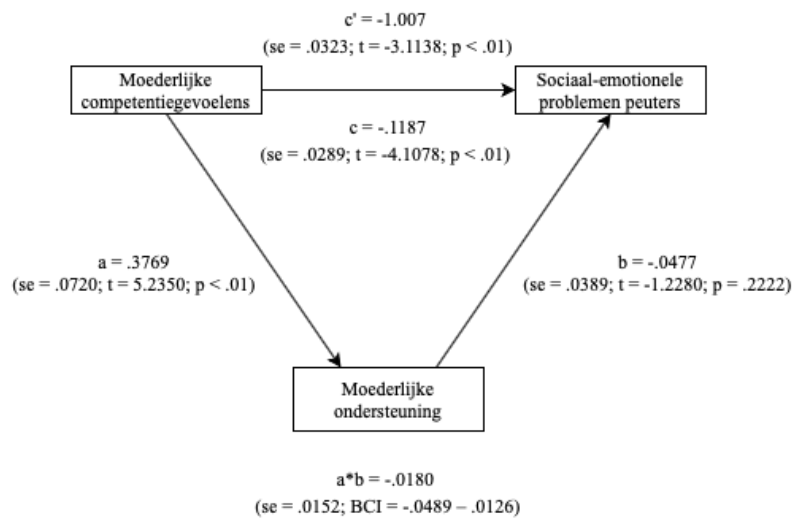 c' = -1.007
(se = .0323; t = -3.1138; p < .01)
Moederlijke
competentiegevoelens
Sociaal-emotionele
problemen peuters
c = -.1187
(se = .0289; t = -4.1078; p < .01)
a = .3769
(se = .0720; t = 5.2350; p < .01)
b = -.0477
(se = .0389; t = -1.2280; p = .2222)
Moederlijke
ondersteuning
a*b = -.0180
(se = .0152; BCI = -.0489 – .0126)